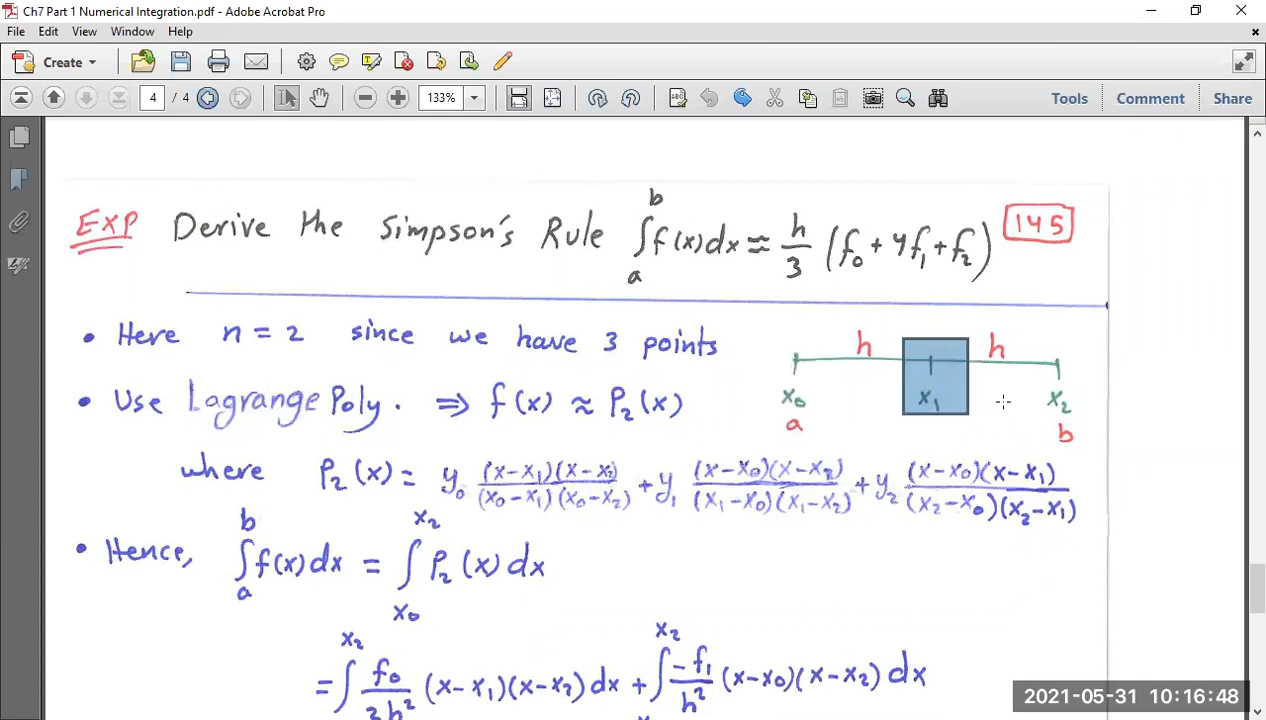 Ch7 Part 1 Numerical Integration.pdf - Adobe Acrobat Pro
File Edit View Window Help
Create
4 / 4 133% Tools Comment Share
EXP Derive the Simpson's Rule ∫_a^b f(x)dx ≈ h/3 (f₀ + 4f₁ + f₂) 145
• Here n = 2 since we have 3 points
h h
x₀ x₁ x₂
a b
• Use Lagrange Poly. ⇒ f(x) ≈ P₂(x)
where P₂(x) = y₀ (x-x₁)(x-x₂)/(x₀-x₁)(x₀-x₂) + y₁ (x-x₀)(x-x₂)/(x₁-x₀)(x₁-x₂) + y₂ (x-x₀)(x-x₁)/(x₂-x₀)(x₂-x₁)
• Hence, ∫_a^b f(x)dx = ∫_x₀^x₂ P₂(x)dx
= ∫^x₂ f₀/2h² (x-x₁)(x-x₂)dx + ∫^x₂ -f₁/h² (x-x₀)(x-x₂)dx
2021-05-31 10:16:48